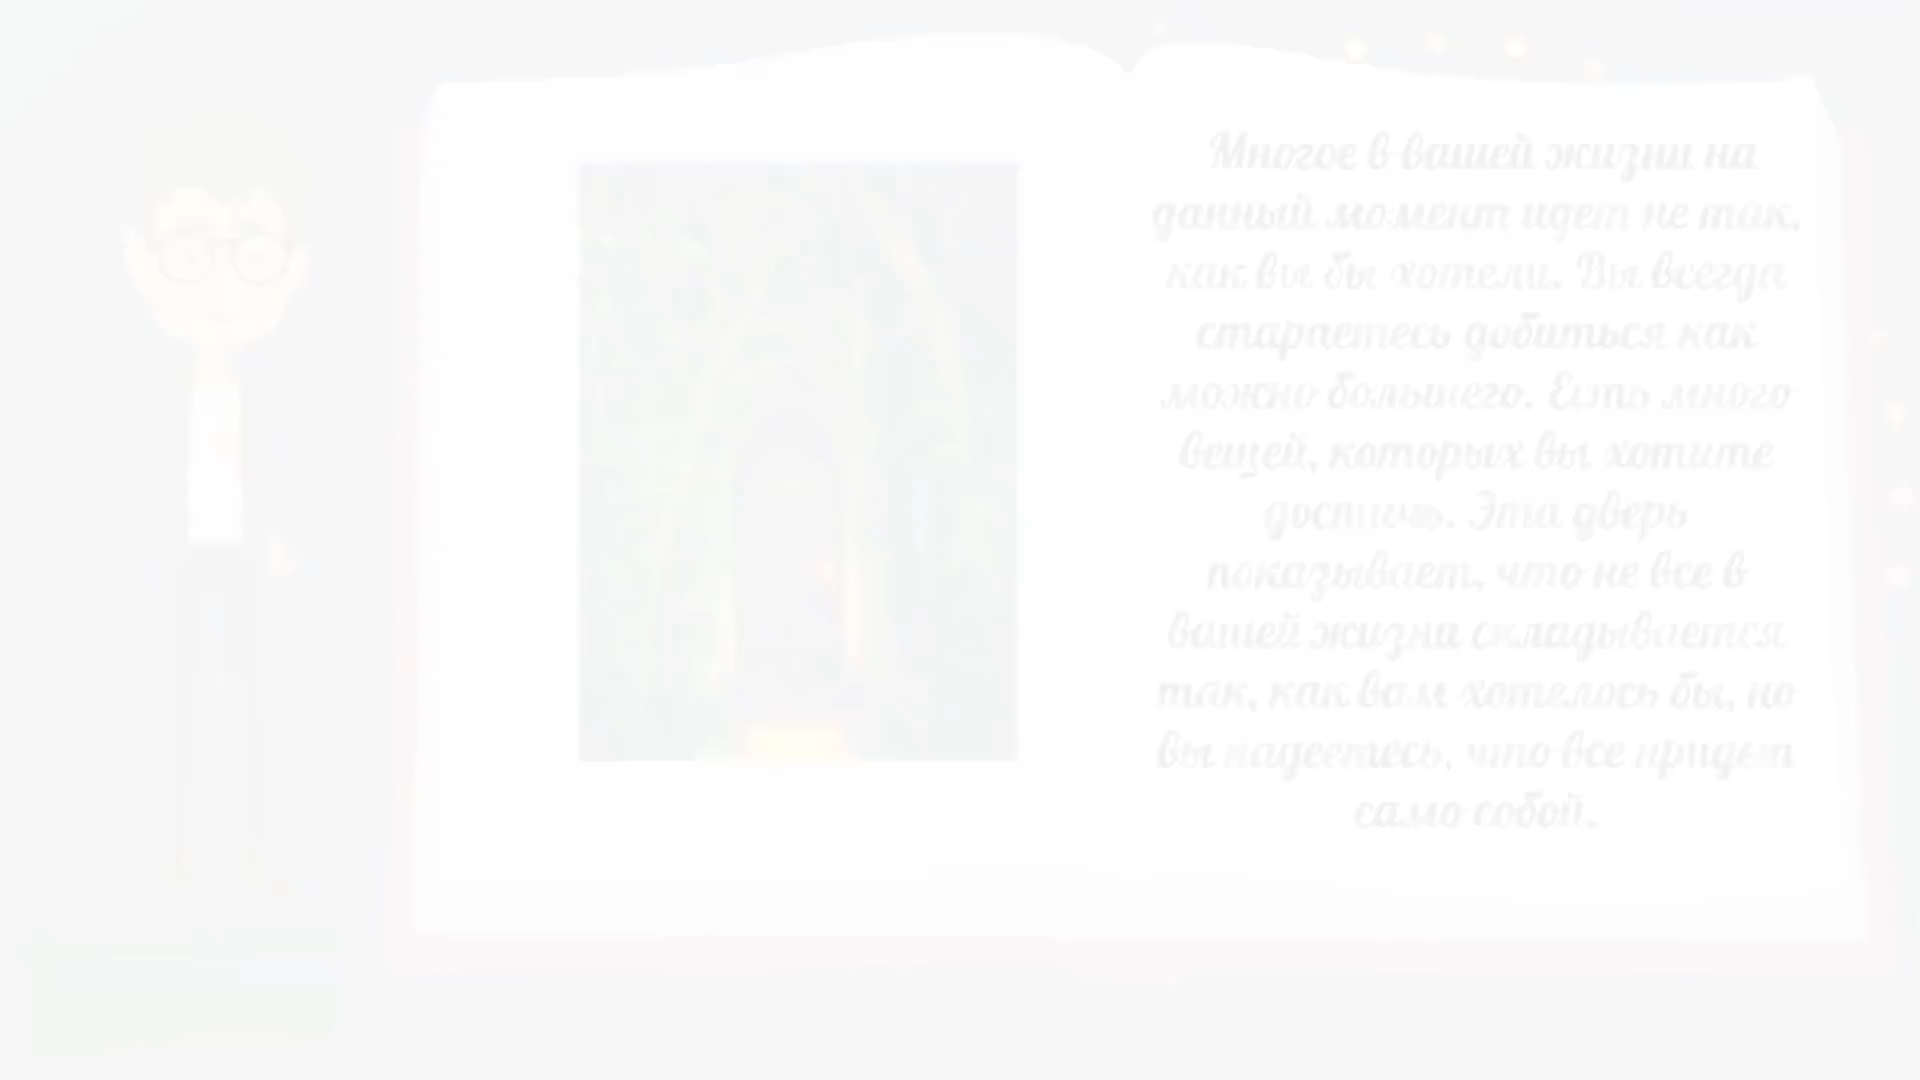 Многое в вашей жизни на
данный момент идет не так,
как вы бы хотели. Вы всегда
стараетесь добиться как
можно большего. Есть много
вещей, которых вы хотите
достичь. Эта дверь
показывает, что не все в
вашей жизни складывается
так, как вам хотелось бы, но
вы надеетесь, что все придет
само собой.